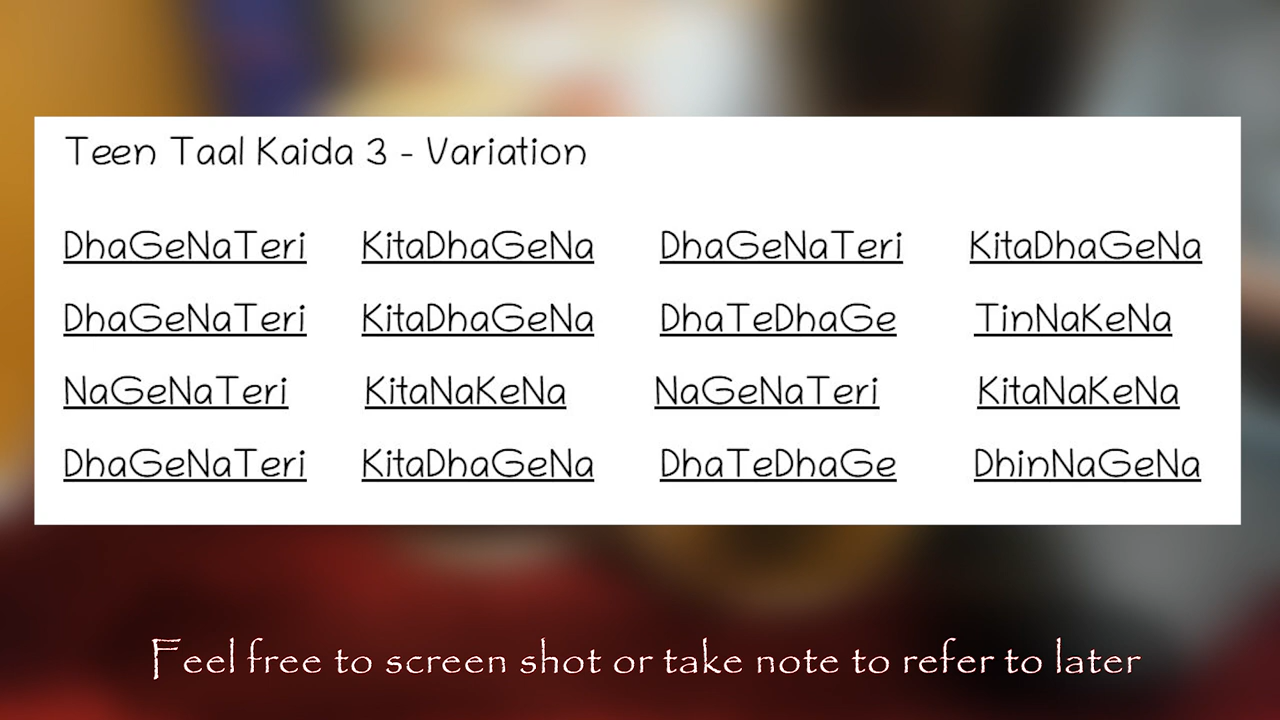 Teen Taal Kaida 3 - Variation
DhaGeNaTeri KitaDhaGeNa DhaGeNaTeri KitaDhaGeNa
DhaGeNaTeri KitaDhaGeNa DhaTeDhaGe TinNaKeNa
NaGeNaTeri KitaNaKeNa NaGeNaTeri KitaNaKeNa
DhaGeNaTeri KitaDhaGeNa DhaTeDhaGe DhinNaGeNa
Feel free to screen shot or take note to refer to later